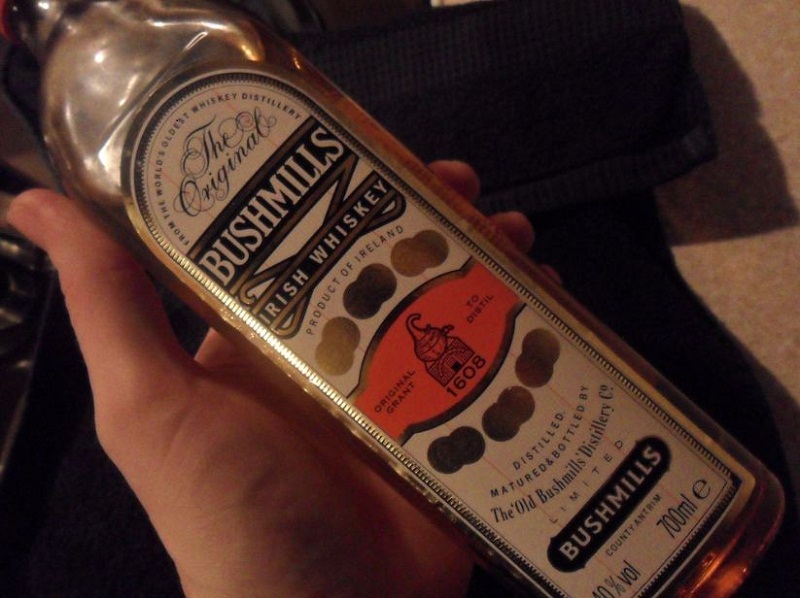 FROM THE WORLD'S OLDEST WHISKEY DISTILLERY
The
Original
BUSHMILLS
IRISH WHISKEY
PRODUCT OF IRELAND
ORIGINAL
GRANT
TO
DISTIL
1608
DISTILLED,
MATURED & BOTTLED BY
The 'Old Bushmills' Distillery Co.
LIMITED
BUSHMILLS
COUNTY ANTRIM
700ml e
40%vol